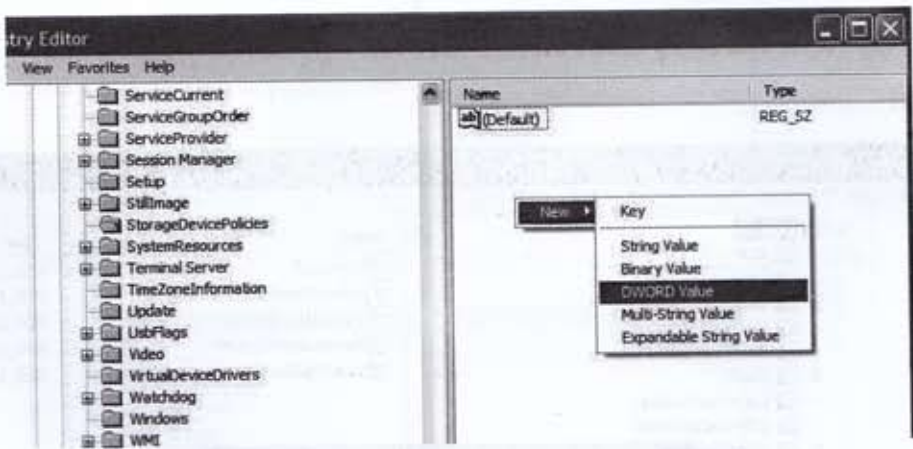 stry Editor
View Favorites Help
ServiceCurrent
ServiceGroupOrder
ServiceProvider
Session Manager
Setup
StillImage
StorageDevicePolicies
SystemResources
Terminal Server
TimeZoneInformation
Update
UsbFlags
Video
VirtualDeviceDrivers
Watchdog
Windows
WMI
Name Type
ab (Default) REG_SZ
New
Key
String Value
Binary Value
DWORD Value
Multi-String Value
Expandable String Value